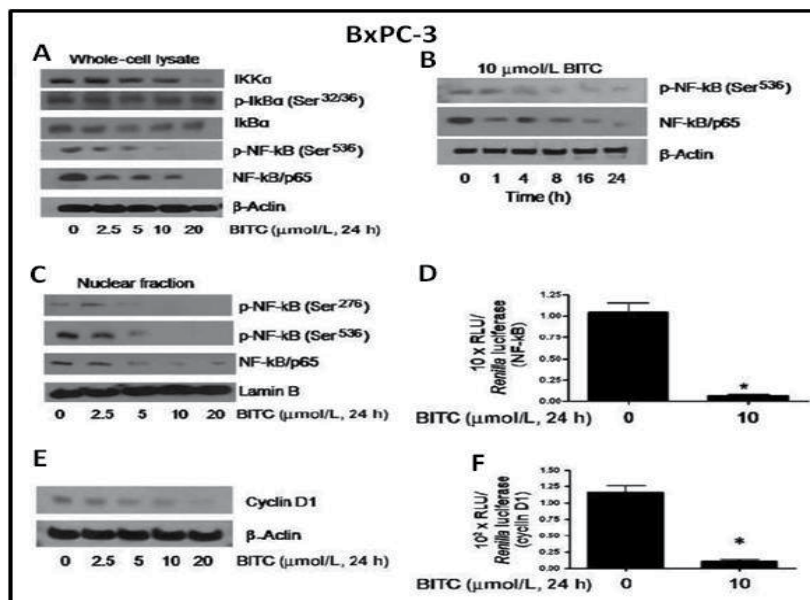 BxPC-3
A
Whole-cell lysate
IKKα
p-IkBα (Ser32/36)
IkBα
p-NF-kB (Ser536)
NF-kB/p65
β-Actin
0 2.5 5 10 20 BITC (μmol/L, 24 h)
B
10 μmol/L BITC
p-NF-kB (Ser536)
NF-kB/p65
β-Actin
0 1 4 8 16 24
Time (h)
C
Nuclear fraction
p-NF-kB (Ser276)
p-NF-kB (Ser536)
NF-kB/p65
Lamin B
0 2.5 5 10 20 BITC (μmol/L, 24 h)
D
10 x RLU/
Renilla luciferase
(NF-kB)
1.25
1.00
0.75
0.50
0.25
0.00
*
BITC (μmol/L, 24 h) 0 10
E
Cyclin D1
β-Actin
0 2.5 5 10 20 BITC (μmol/L, 24 h)
F
RLU/
Renilla luciferase
(cyclin D1)
1.50
1.25
1.00
0.75
0.50
0.25
0.00
*
BITC (μmol/L, 24 h) 0 10